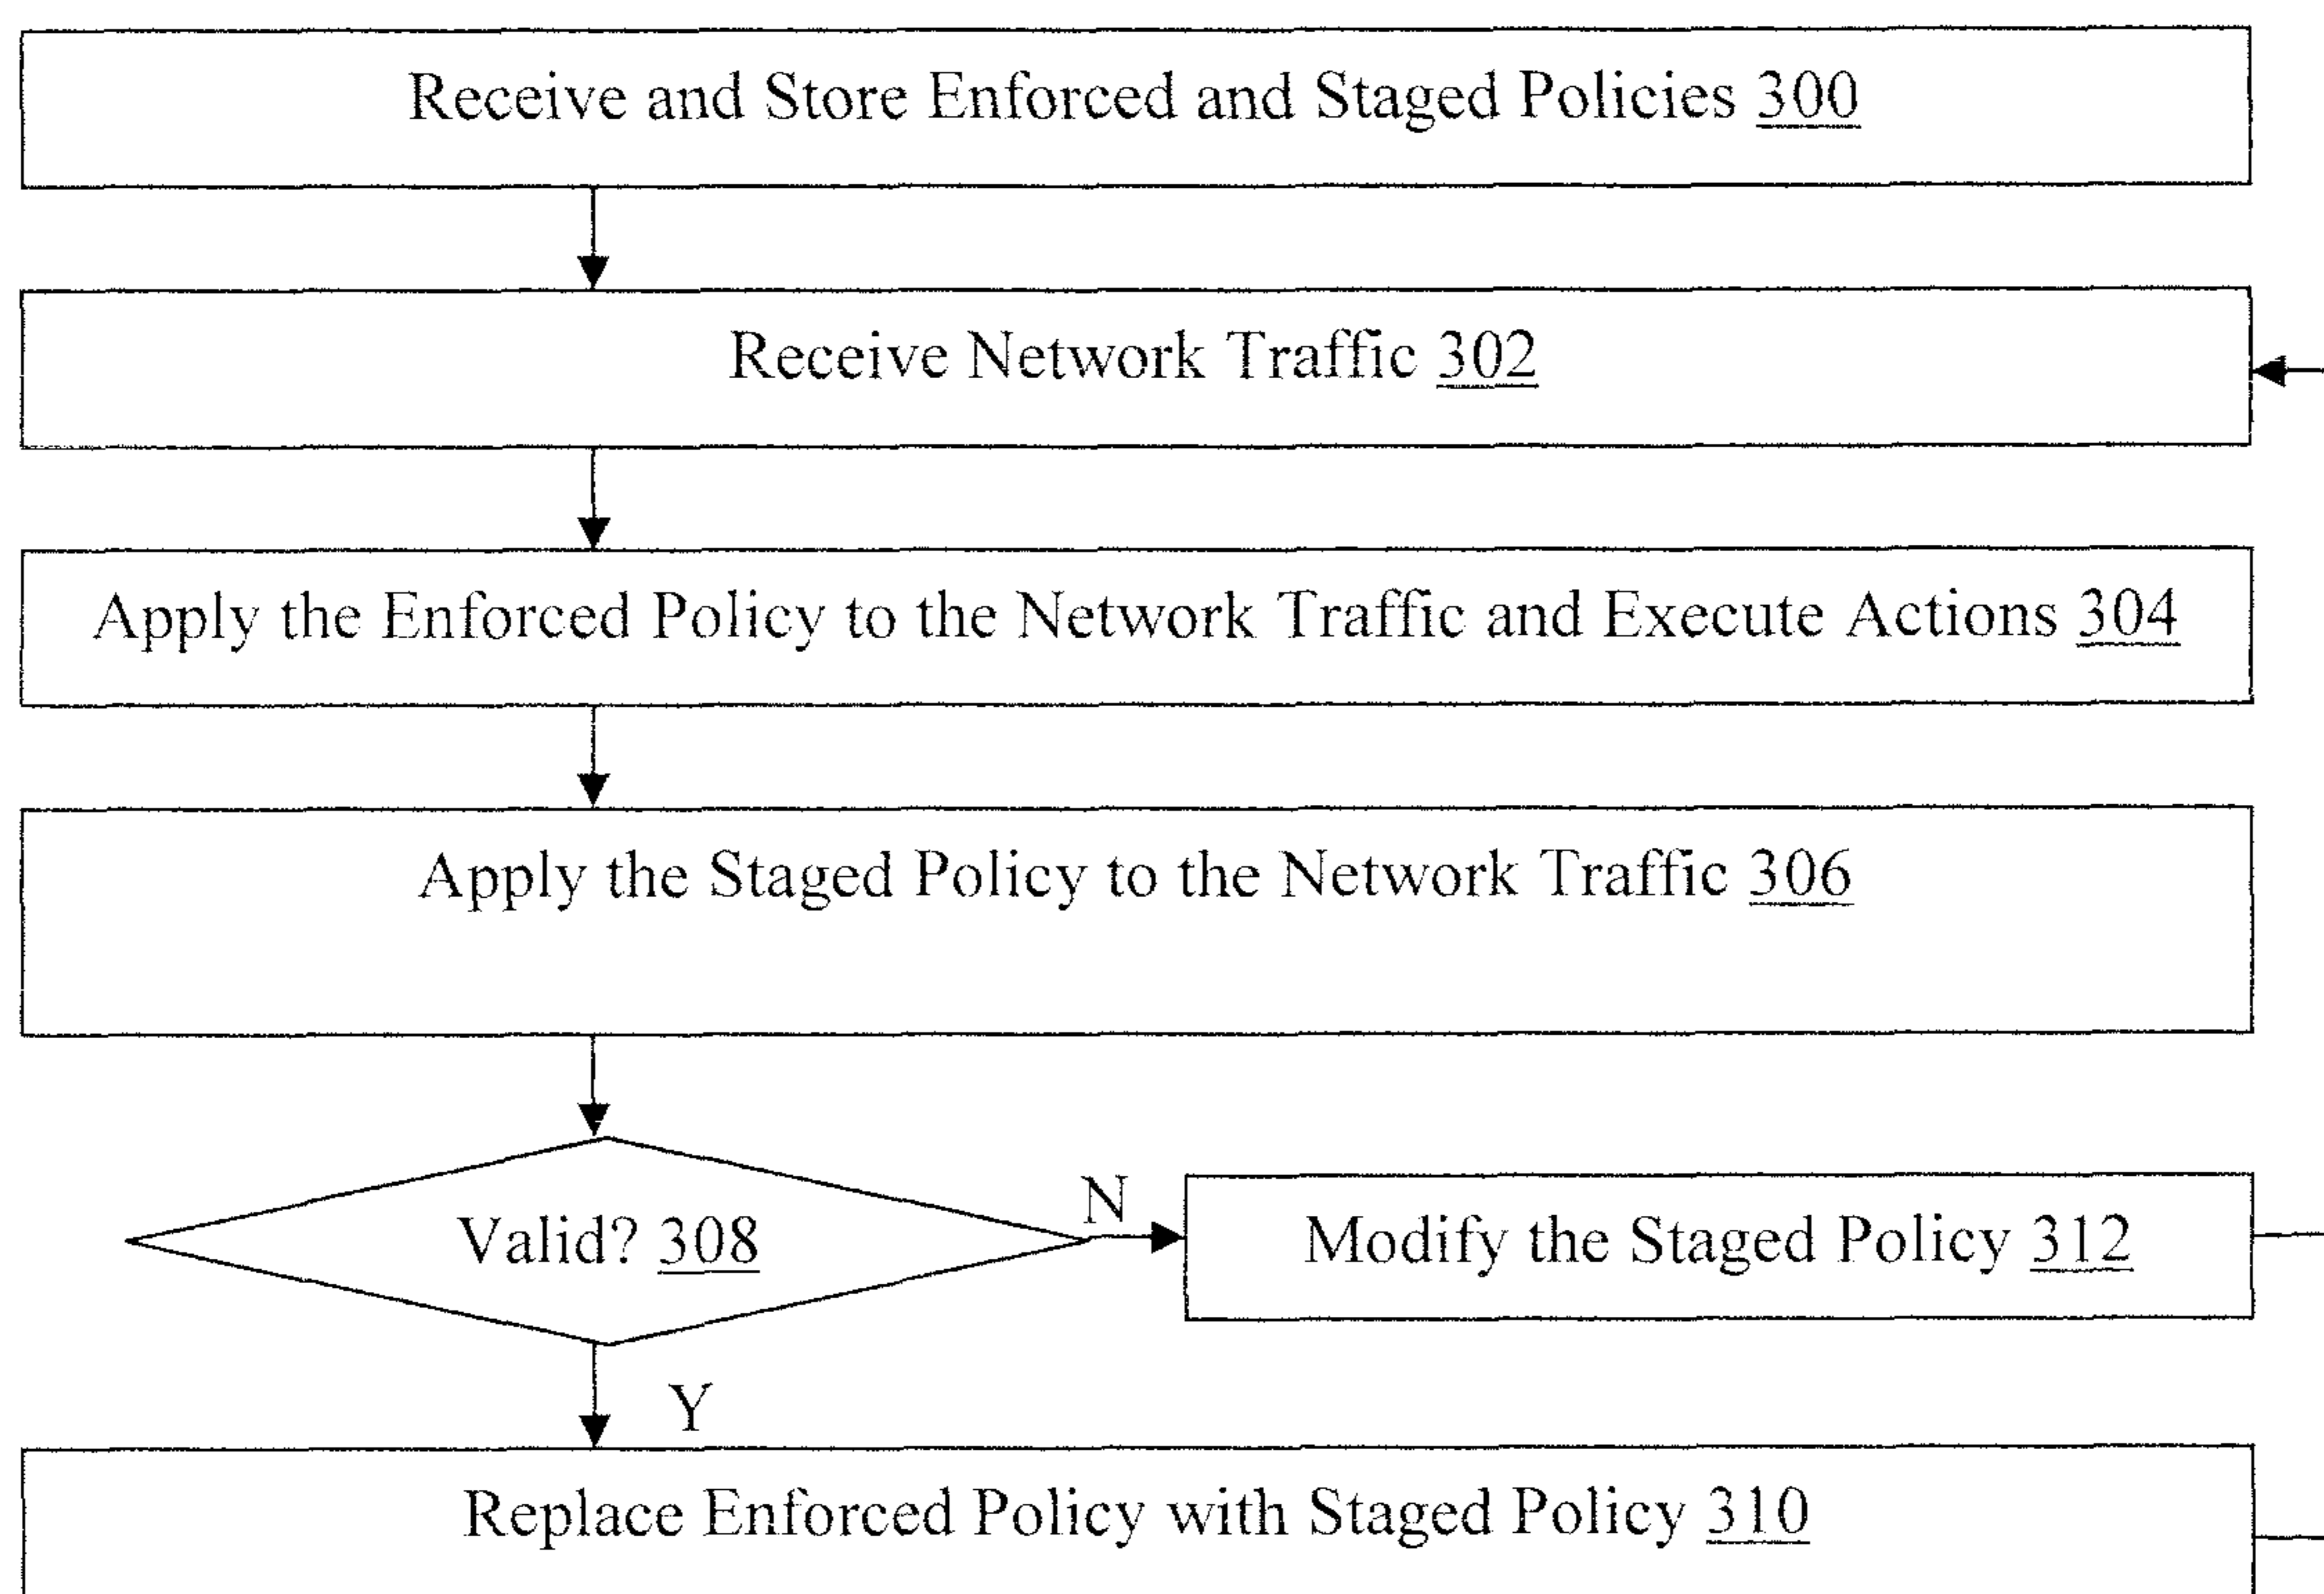 Receive and Store Enforced and Staged Policies 300
Receive Network Traffic 302
Apply the Enforced Policy to the Network Traffic and Execute Actions 304
Apply the Staged Policy to the Network Traffic 306
Valid? 308
N
Modify the Staged Policy 312
Y
Replace Enforced Policy with Staged Policy 310